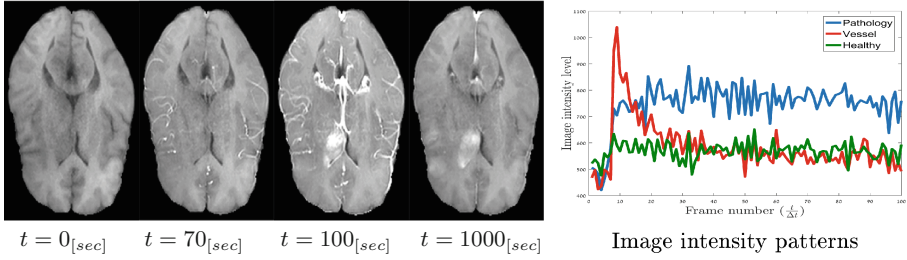 1100
1000
900
800
700
600
500
400
0 10 20 30 40 50 60 70 80 90 100
Image intensity level
Frame number (t/Δt)
Pathology
Vessel
Healthy
t = 0[sec] t = 70[sec] t = 100[sec] t = 1000[sec]
Image intensity patterns